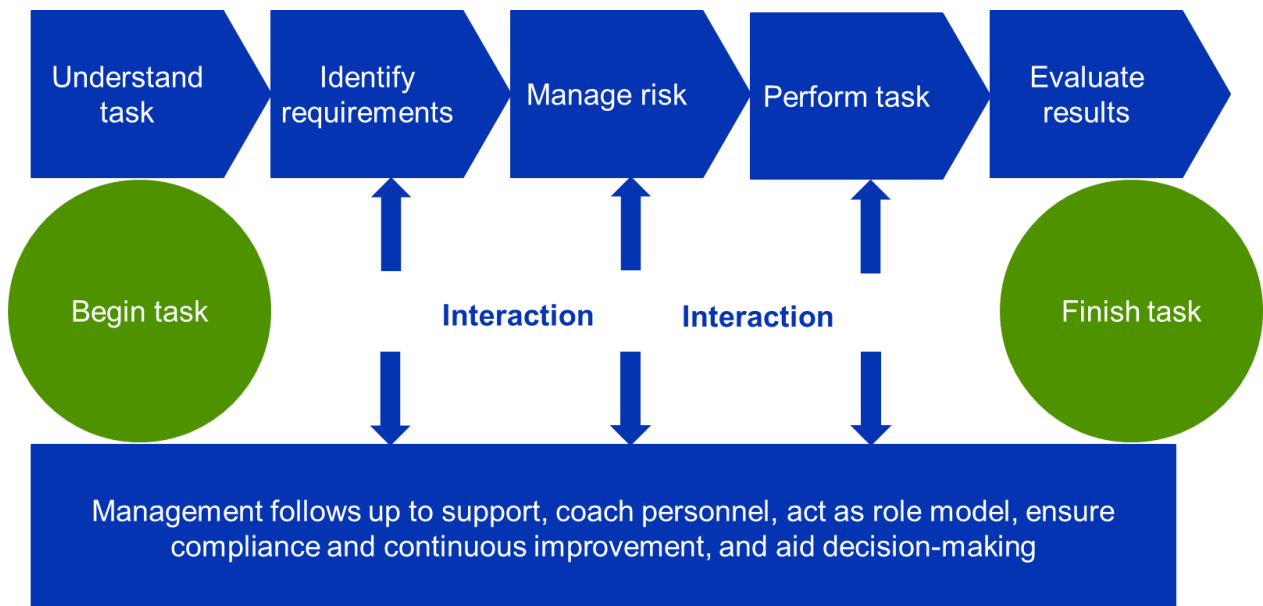 Understand
task
Identify
requirements
Manage risk
Perform task
Evaluate
results
Begin task
Interaction
Interaction
Finish task
Management follows up to support, coach personnel, act as role model, ensure
compliance and continuous improvement, and aid decision-making